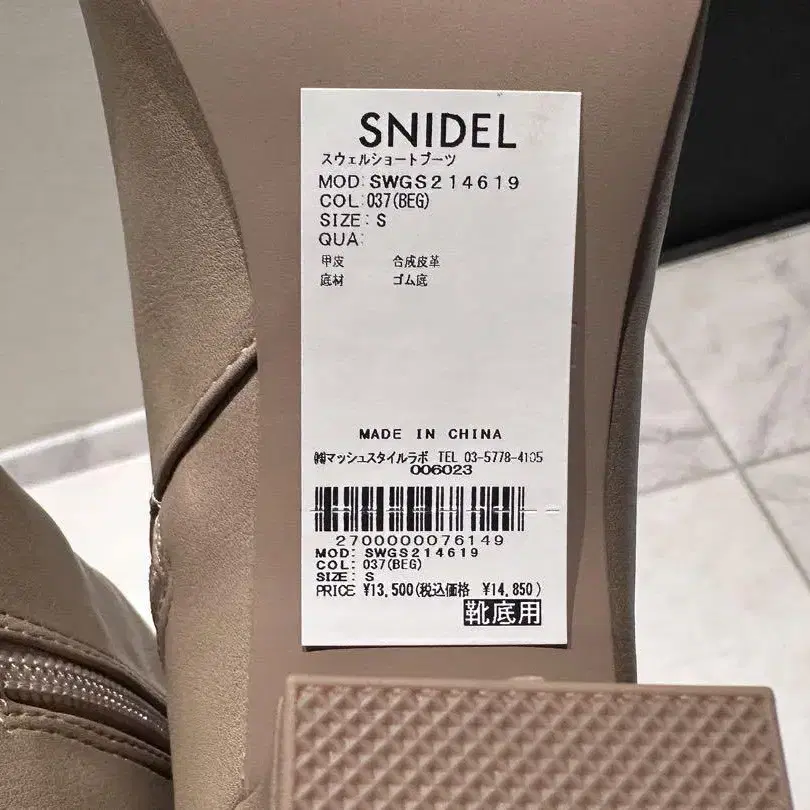 SNIDEL
スウェルショートブーツ
MOD: SWGS214619
COL: 037(BEG)
SIZE: S
QUA:
甲皮 合成皮革
底材 ゴム底
MADE IN CHINA
㈱マッシュスタイルラボ TEL 03-5778-4105
006023
2700000076149
MOD: SWGS214619
COL: 037(BEG)
SIZE: S
PRICE ¥13,500(税込価格 ¥14,850)
靴底用